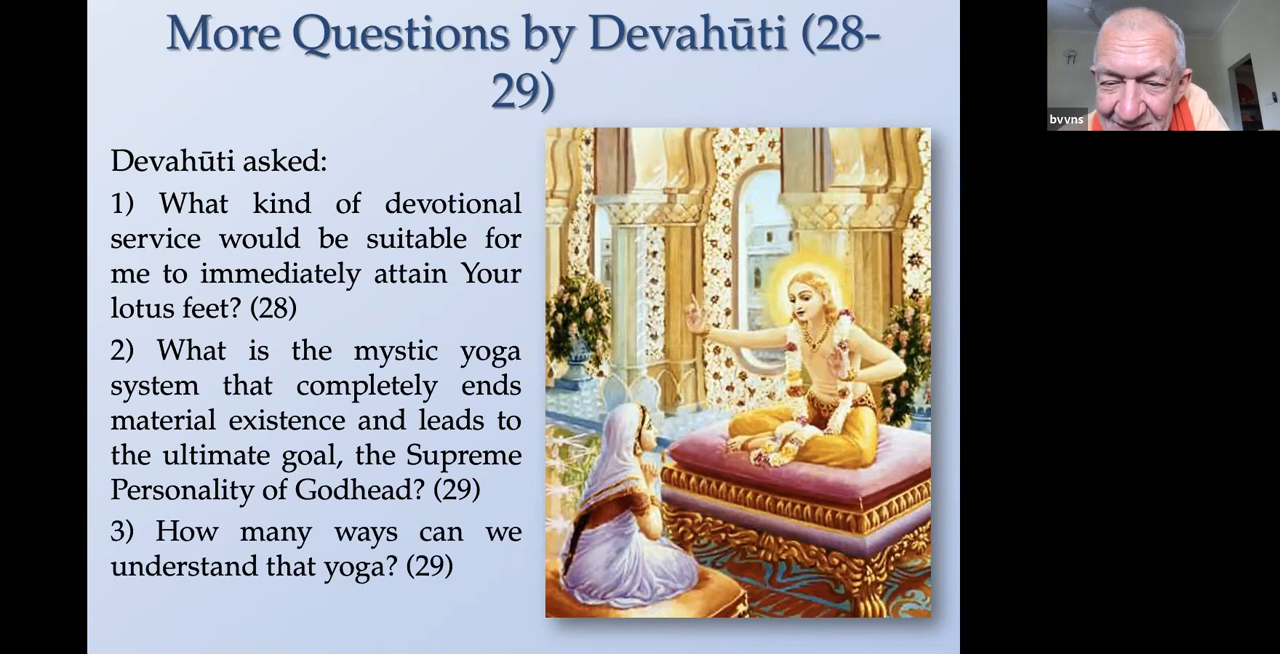 More Questions by Devahūti (28-
29)
Devahūti asked:
1) What kind of devotional
service would be suitable for
me to immediately attain Your
lotus feet? (28)
2) What is the mystic yoga
system that completely ends
material existence and leads to
the ultimate goal, the Supreme
Personality of Godhead? (29)
3) How many ways can we
understand that yoga? (29)
bvvns